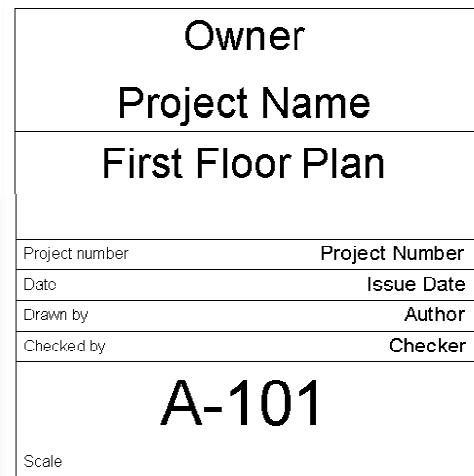 Owner
Project Name
First Floor Plan
Project number Project Number
Date Issue Date
Drawn by Author
Checked by Checker
A-101
Scale